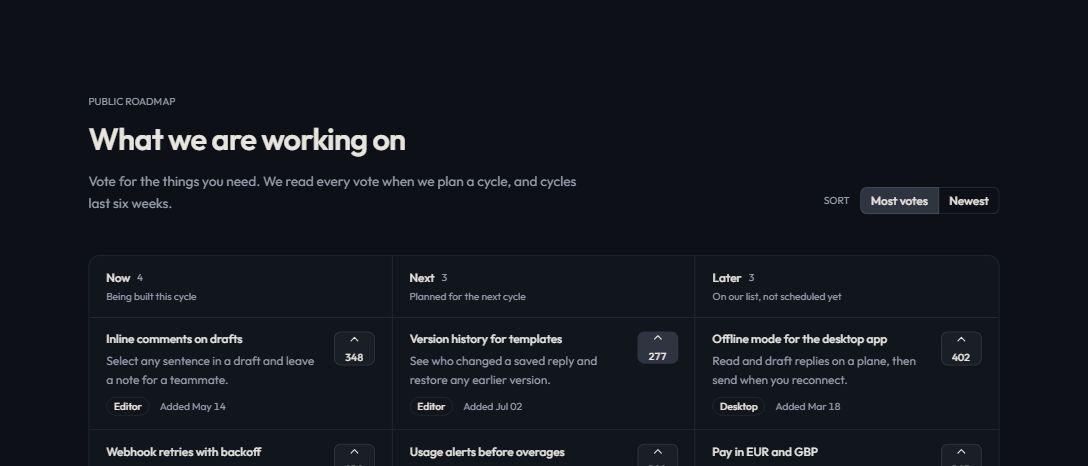 PUBLIC ROADMAP
What we are working on
Vote for the things you need. We read every vote when we plan a cycle, and cycles
last six weeks.
SORT
Most votes
Newest
Now 4
Being built this cycle
Next 3
Planned for the next cycle
Later 3
On our list, not scheduled yet
Inline comments on drafts
348
Select any sentence in a draft and leave
a note for a teammate.
Editor
Added May 14
Version history for templates
277
See who changed a saved reply and
restore any earlier version.
Editor
Added Jul 02
Offline mode for the desktop app
402
Read and draft replies on a plane, then
send when you reconnect.
Desktop
Added Mar 18
Webhook retries with backoff
Usage alerts before overages
Pay in EUR and GBP